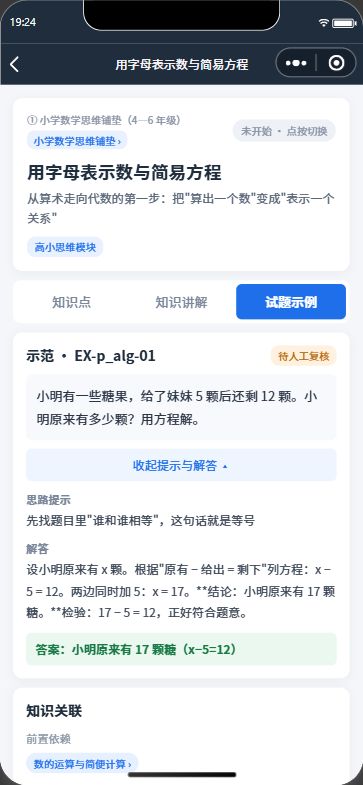 19:24
用字母表示数与简易方程
① 小学数学思维铺垫（4—6 年级）
小学数学思维铺垫 ›
未开始 · 点按切换
用字母表示数与简易方程
从算术走向代数的第一步：把"算出一个数"变成"表示一个
关系"
高小思维模块
知识点
知识讲解
试题示例
示范 · EX-p_alg-01
待人工复核
小明有一些糖果，给了妹妹 5 颗后还剩 12 颗。小
明原来有多少颗？用方程解。
收起提示与解答 ▴
思路提示
先找题目里"谁和谁相等"，这句话就是等号
解答
设小明原来有 x 颗。根据"原有 − 给出 = 剩下"列方程：x −
5 = 12。两边同时加 5：x = 17。**结论：小明原来有 17 颗
糖。**检验：17 − 5 = 12，正好符合题意。
答案：小明原来有 17 颗糖（x−5=12）
知识关联
前置依赖
数的运算与简便计算 ›